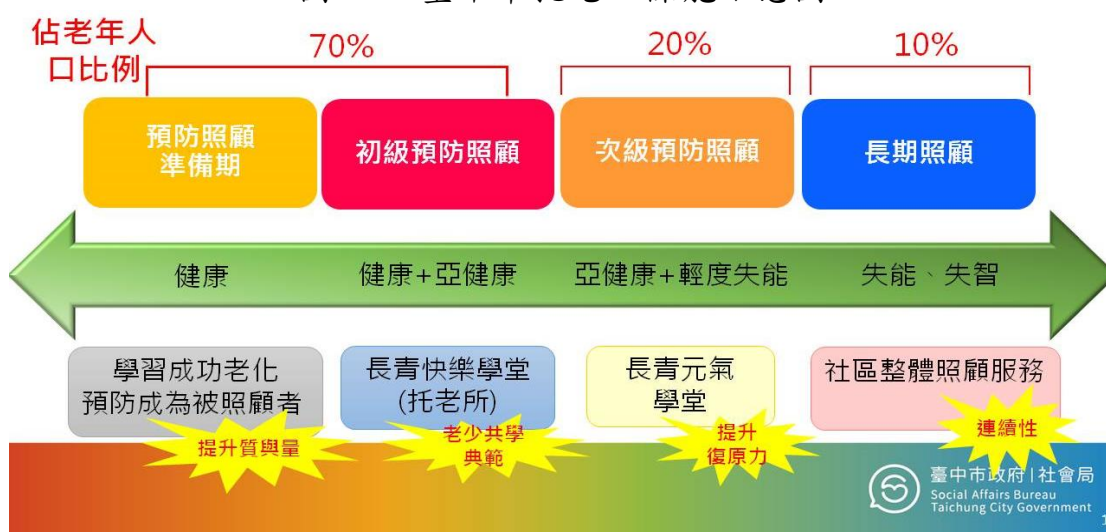 佔老年人
口比例
70%
20%
10%
預防照顧
準備期
初級預防照顧
次級預防照顧
長期照顧
健康
健康+亞健康
亞健康+輕度失能
失能、失智
學習成功老化
預防成為被照顧者
長青快樂學堂
(托老所)
長青元氣
學堂
社區整體照顧服務
提升質與量
老少共學
典範
提升
復原力
連續性
臺中市政府|社會局
Social Affairs Bureau
Taichung City Government